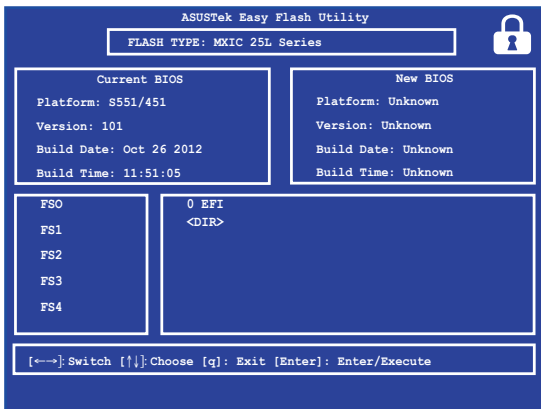 ASUSTek Easy Flash Utility
FLASH TYPE: MXIC 25L Series
Current BIOS
Platform: S551/451
Version: 101
Build Date: Oct 26 2012
Build Time: 11:51:05
New BIOS
Platform: Unknown
Version: Unknown
Build Date: Unknown
Build Time: Unknown
FSO
FS1
FS2
FS3
FS4
0 EFI
<DIR>
[←→]: Switch [↑↓]: Choose [q]: Exit [Enter]: Enter/Execute